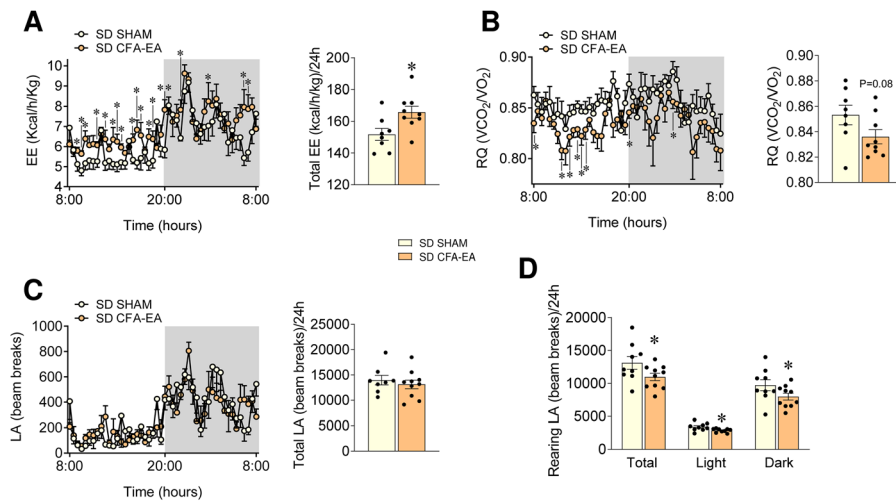 A
SD SHAM
SD CFA-EA
EE (Kcal/h/Kg)
10
9
8
7
6
5
4
8:00
20:00
8:00
Time (hours)
Total EE (kcal/h/kg)/24h
200
180
160
140
120
*
B
SD SHAM
SD CFA-EA
RQ (VCO2/VO2)
0.90
0.85
0.80
8:00
20:00
8:00
Time (hours)
RQ (VCO2/VO2)
0.90
0.88
0.86
0.84
0.82
0.80
P=0.08
SD SHAM
SD CFA-EA
C
SD SHAM
SD CFA-EA
LA (beam breaks)
1000
800
600
400
200
0
8:00
20:00
8:00
Time (hours)
Total LA (beam breaks)/24h
25000
20000
15000
10000
5000
0
D
Rearing LA (beam breaks)/24h
20000
15000
10000
5000
0
*
*
*
Total Light Dark